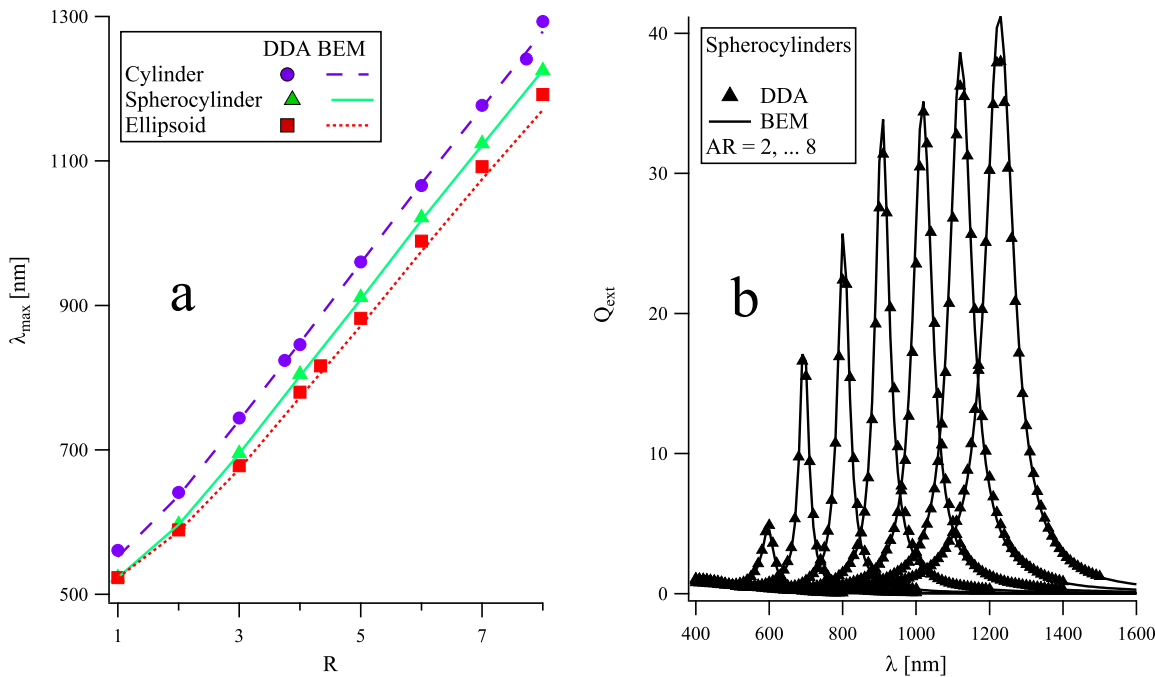 1300
1100
900
700
500
λmax [nm]
DDA BEM
Cylinder
Spherocylinder
Ellipsoid
a
1
3
5
7
R
40
30
20
10
0
Qext
Spherocylinders
DDA
BEM
AR = 2, ... 8
b
400
600
800
1000
1200
1400
1600
λ [nm]